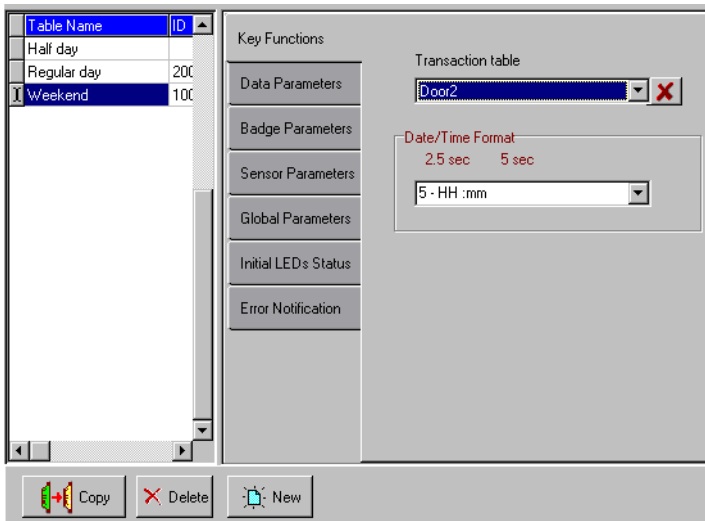 Table Name ID
Half day
Regular day 200
Weekend 100
Key Functions
Data Parameters
Badge Parameters
Sensor Parameters
Global Parameters
Initial LEDs Status
Error Notification
Transaction table
Door2
Date/Time Format
2.5 sec 5 sec
5 - HH :mm
Copy
Delete
New